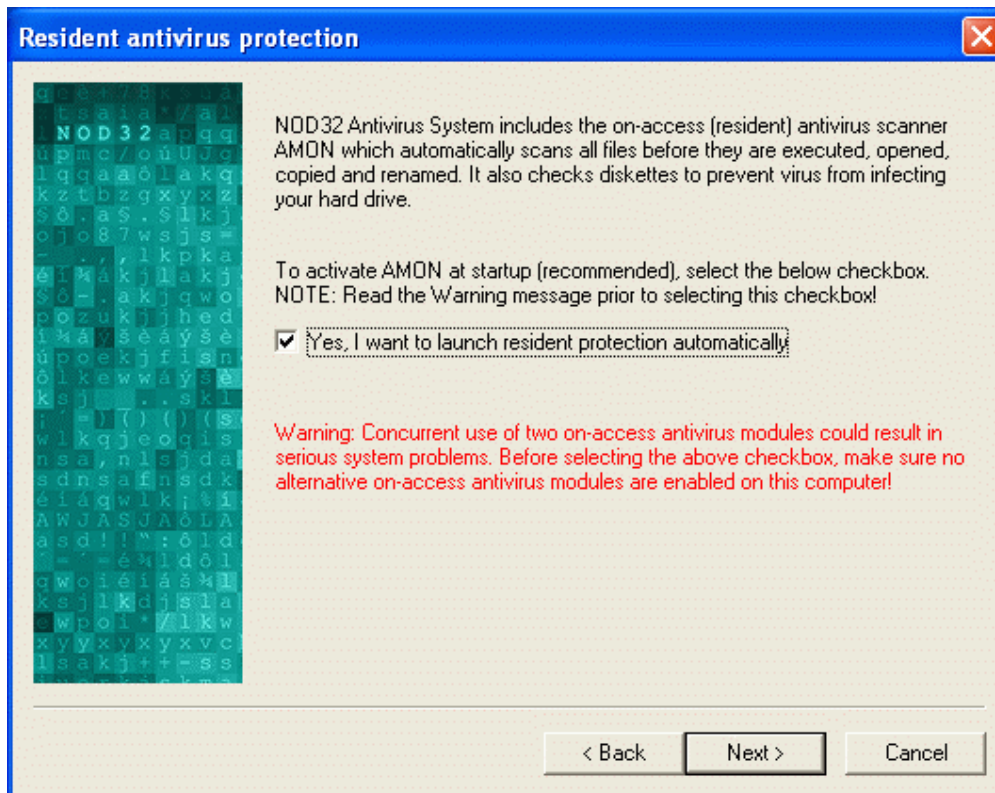 Resident antivirus protection
NOD32
NOD32 Antivirus System includes the on-access (resident) antivirus scanner
AMON which automatically scans all files before they are executed, opened,
copied and renamed. It also checks diskettes to prevent virus from infecting
your hard drive.
To activate AMON at startup (recommended), select the below checkbox.
NOTE: Read the Warning message prior to selecting this checkbox!
Yes, I want to launch resident protection automatically
Warning: Concurrent use of two on-access antivirus modules could result in
serious system problems. Before selecting the above checkbox, make sure no
alternative on-access antivirus modules are enabled on this computer!
< Back
Next >
Cancel